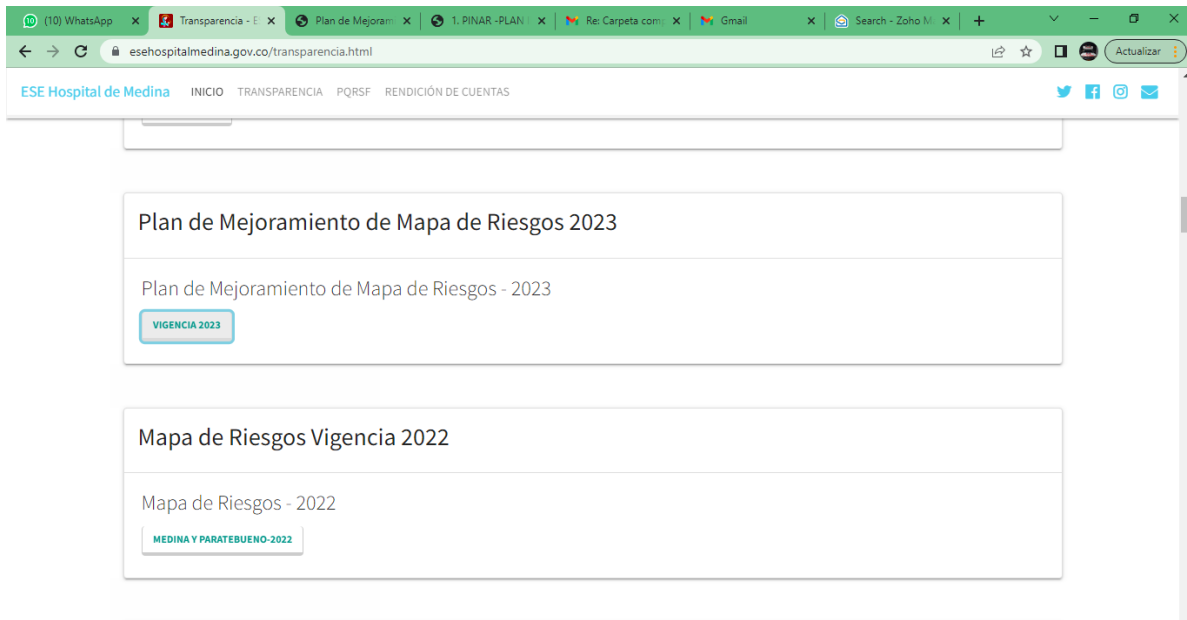 (10) WhatsApp
Transparencia - E
Plan de Mejoram
1. PINAR -PLAN
Re: Carpeta com
Gmail
Search - Zoho M
esehospitalmedina.gov.co/transparencia.html
Actualizar
ESE Hospital de Medina INICIO TRANSPARENCIA PQRSF RENDICIÓN DE CUENTAS
Plan de Mejoramiento de Mapa de Riesgos 2023
Plan de Mejoramiento de Mapa de Riesgos - 2023
VIGENCIA 2023
Mapa de Riesgos Vigencia 2022
Mapa de Riesgos - 2022
MEDINA Y PARATEBUENO-2022